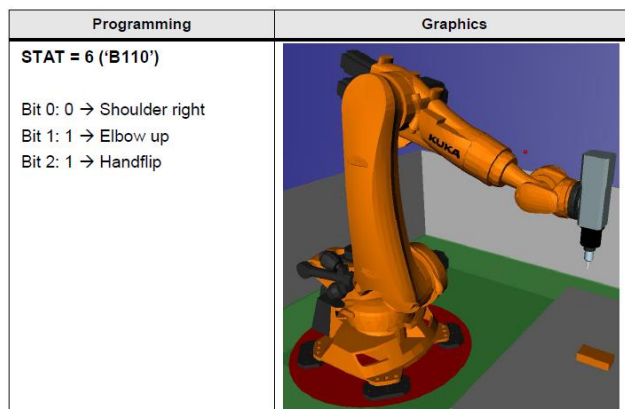 Programming
Graphics
STAT = 6 (‘B110’)
Bit 0: 0 → Shoulder right
Bit 1: 1 → Elbow up
Bit 2: 1 → Handflip
KUKA